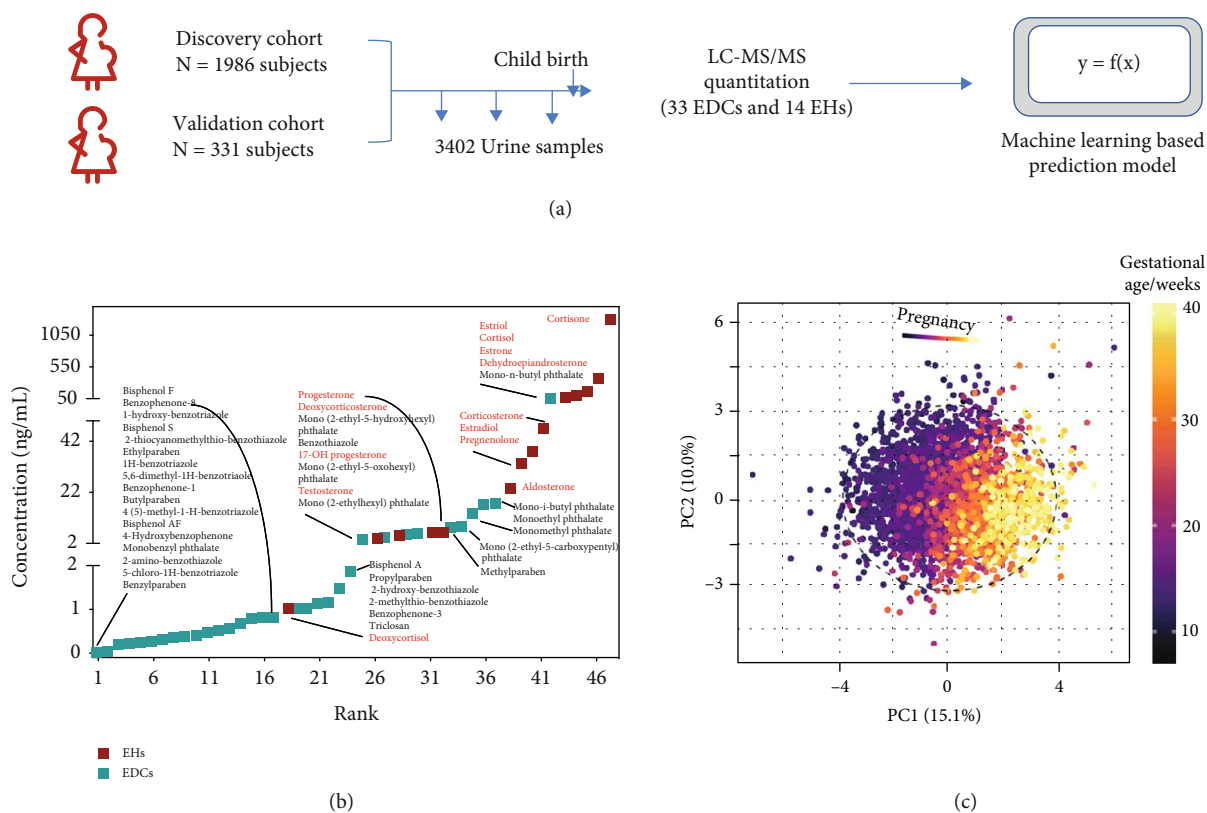 Discovery cohort
N = 1986 subjects
Validation cohort
N = 331 subjects
Child birth
3402 Urine samples
LC-MS/MS
quantitation
(33 EDCs and 14 EHs)
y = f(x)
Machine learning based
prediction model
(a)
Concentration (ng/mL)
1050
550
50
42
22
2
2
1
0
Bisphenol F
Benzophenone-8
1-hydroxy-benzotriazole
Bisphenol S
2-thiocyanomethylthio-benzothiazole
Ethylparaben
1H-benzotriazole
5,6-dimethyl-1H-benzotriaole
Benzophenone-1
Butylparaben
4 (5)-methyl-1-H-benzotriazole
Bisphenol AF
4-Hydroxybenzophenone
Monobenzyl phthalate
2-amino-benzothiazole
5-chloro-1H-benzotriazole
Benzylparaben
Progesterone
Deoxycorticosterone
Mono (2-ethyl-5-hydroxyhexyl)
phthalate
Benzothiazole
17-OH progesterone
Mono (2-ethyl-5-oxohexyl)
phthalate
Testosterone
Mono (2-ethylhexyl) phthalate
Bisphenol A
Propylparaben
2-hydroxy-benzothiazole
2-methylthio-benzothiazole
Benzophenone-3
Triclosan
Deoxycortisol
Estriol
Cortisol
Estrone
Dehydroepiandrosterone
Mono-n-butyl phthalate
Cortisone
Corticosterone
Estradiol
Pregnenolone
Aldosterone
Mono-i-butyl phthalate
Monoethyl phthalate
Monomethyl phthalate
Mono (2-ethyl-5-carboxypentyl)
phthalate
Methylparaben
1
6
11
16
21
26
31
36
41
46
Rank
EHs
EDCs
(b)
Gestational
age/weeks
40
30
20
10
Pregnancy
PC2 (10.0%)
6
3
0
−3
−4
0
4
PC1 (15.1%)
(c)